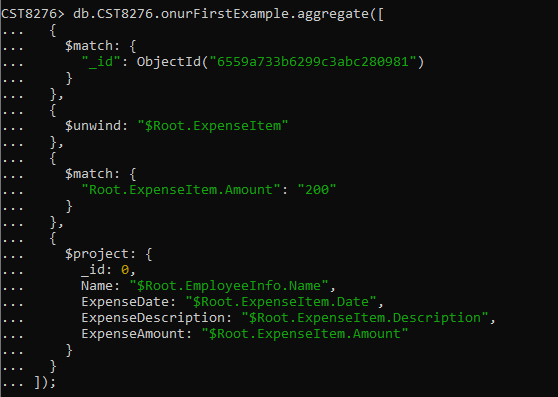 CST8276> db.CST8276.onurFirstExample.aggregate([
...   {
...     $match: {
...       "_id": ObjectId("6559a733b6299c3abc280981")
...     }
...   },
...   {
...     $unwind: "$Root.ExpenseItem"
...   },
...   {
...     $match: {
...       "Root.ExpenseItem.Amount": "200"
...     }
...   },
...   {
...     $project: {
...       _id: 0,
...       Name: "$Root.EmployeeInfo.Name",
...       ExpenseDate: "$Root.ExpenseItem.Date",
...       ExpenseDescription: "$Root.ExpenseItem.Description",
...       ExpenseAmount: "$Root.ExpenseItem.Amount"
...     }
...   }
... ]);